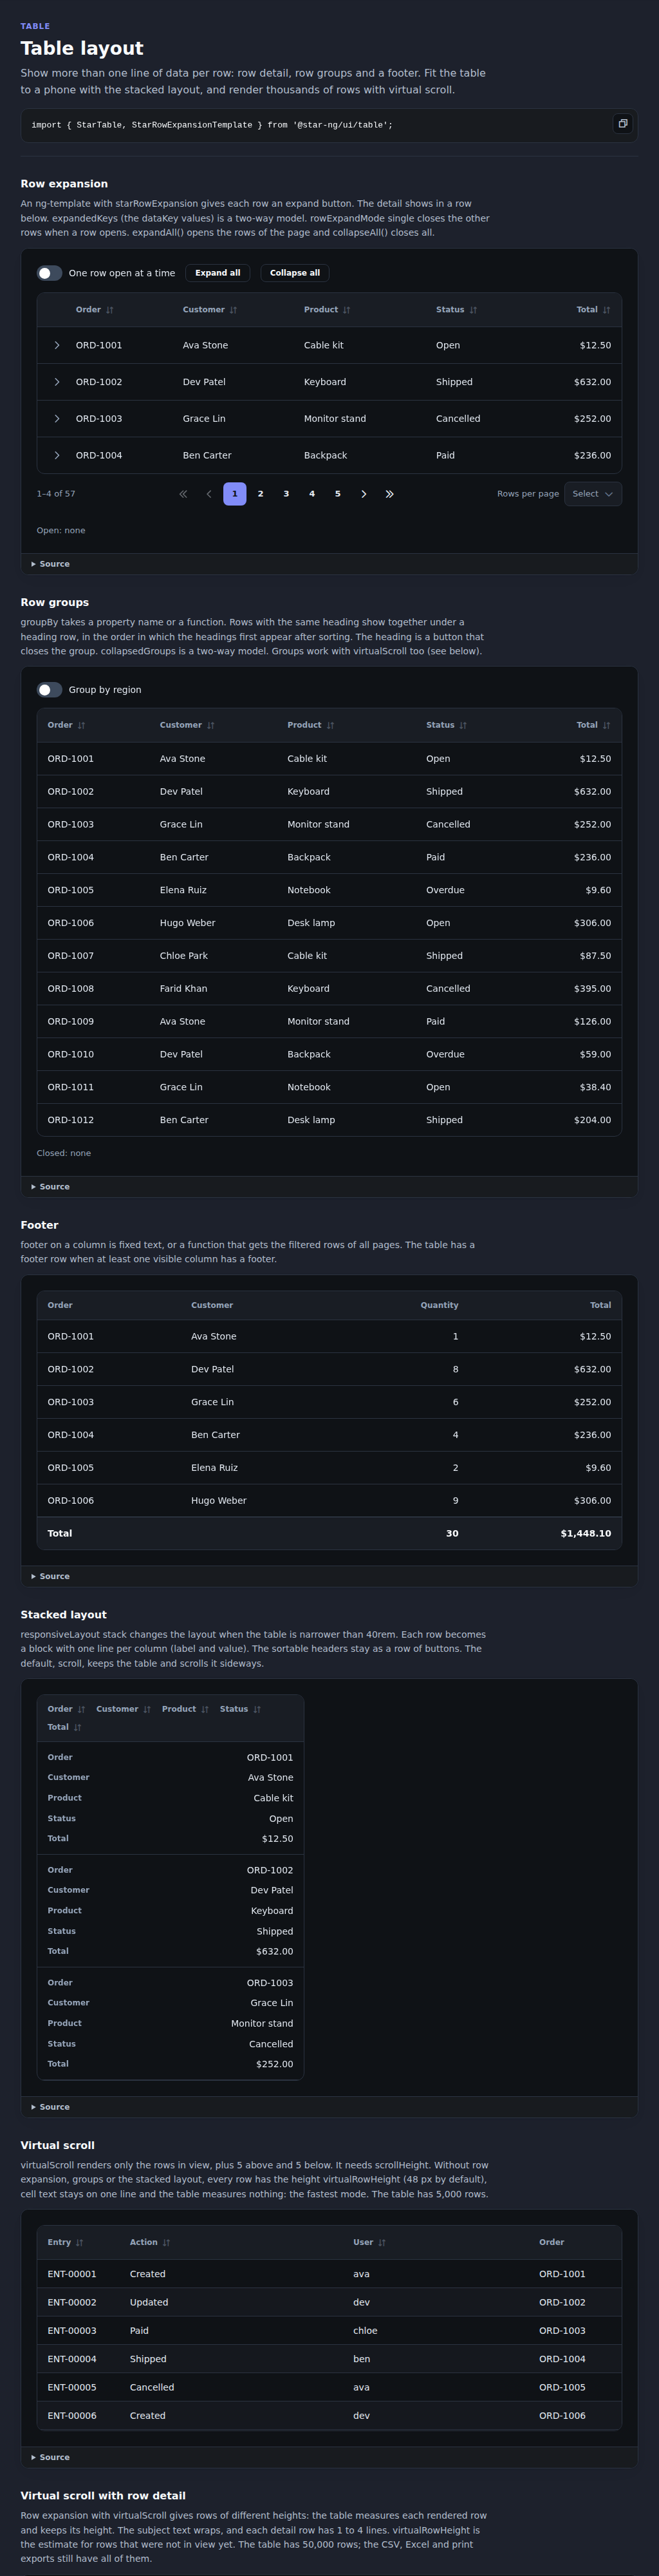 TABLE
Table layout
Show more than one line of data per row: row detail, row groups and a footer. Fit the table
to a phone with the stacked layout, and render thousands of rows with virtual scroll.
import { StarTable, StarRowExpansionTemplate } from '@star-ng/ui/table';
Row expansion
An ng-template with starRowExpansion gives each row an expand button. The detail shows in a row
below. expandedKeys (the dataKey values) is a two-way model. rowExpandMode single closes the other
rows when a row opens. expandAll() opens the rows of the page and collapseAll() closes all.
One row open at a time Expand all Collapse all
Order Customer Product Status Total
ORD-1001 Ava Stone Cable kit Open $12.50
ORD-1002 Dev Patel Keyboard Shipped $632.00
ORD-1003 Grace Lin Monitor stand Cancelled $252.00
ORD-1004 Ben Carter Backpack Paid $236.00
1–4 of 57 1 2 3 4 5 Rows per page Select
Open: none
Source
Row groups
groupBy takes a property name or a function. Rows with the same heading show together under a
heading row, in the order in which the headings first appear after sorting. The heading is a button that
closes the group. collapsedGroups is a two-way model. Groups work with virtualScroll too (see below).
Group by region
Order Customer Product Status Total
ORD-1001 Ava Stone Cable kit Open $12.50
ORD-1002 Dev Patel Keyboard Shipped $632.00
ORD-1003 Grace Lin Monitor stand Cancelled $252.00
ORD-1004 Ben Carter Backpack Paid $236.00
ORD-1005 Elena Ruiz Notebook Overdue $9.60
ORD-1006 Hugo Weber Desk lamp Open $306.00
ORD-1007 Chloe Park Cable kit Shipped $87.50
ORD-1008 Farid Khan Keyboard Cancelled $395.00
ORD-1009 Ava Stone Monitor stand Paid $126.00
ORD-1010 Dev Patel Backpack Overdue $59.00
ORD-1011 Grace Lin Notebook Open $38.40
ORD-1012 Ben Carter Desk lamp Shipped $204.00
Closed: none
Source
Footer
footer on a column is fixed text, or a function that gets the filtered rows of all pages. The table has a
footer row when at least one visible column has a footer.
Order Customer Quantity Total
ORD-1001 Ava Stone 1 $12.50
ORD-1002 Dev Patel 8 $632.00
ORD-1003 Grace Lin 6 $252.00
ORD-1004 Ben Carter 4 $236.00
ORD-1005 Elena Ruiz 2 $9.60
ORD-1006 Hugo Weber 9 $306.00
Total 30 $1,448.10
Source
Stacked layout
responsiveLayout stack changes the layout when the table is narrower than 40rem. Each row becomes
a block with one line per column (label and value). The sortable headers stay as a row of buttons. The
default, scroll, keeps the table and scrolls it sideways.
Order Customer Product Status
Total
Order ORD-1001
Customer Ava Stone
Product Cable kit
Status Open
Total $12.50
Order ORD-1002
Customer Dev Patel
Product Keyboard
Status Shipped
Total $632.00
Order ORD-1003
Customer Grace Lin
Product Monitor stand
Status Cancelled
Total $252.00
Source
Virtual scroll
virtualScroll renders only the rows in view, plus 5 above and 5 below. It needs scrollHeight. Without row
expansion, groups or the stacked layout, every row has the height virtualRowHeight (48 px by default),
cell text stays on one line and the table measures nothing: the fastest mode. The table has 5,000 rows.
Entry Action User Order
ENT-00001 Created ava ORD-1001
ENT-00002 Updated dev ORD-1002
ENT-00003 Paid chloe ORD-1003
ENT-00004 Shipped ben ORD-1004
ENT-00005 Cancelled ava ORD-1005
ENT-00006 Created dev ORD-1006
Source
Virtual scroll with row detail
Row expansion with virtualScroll gives rows of different heights: the table measures each rendered row
and keeps its height. The subject text wraps, and each detail row has 1 to 4 lines. virtualRowHeight is
the estimate for rows that were not in view yet. The table has 50,000 rows; the CSV, Excel and print
exports still have all of them.